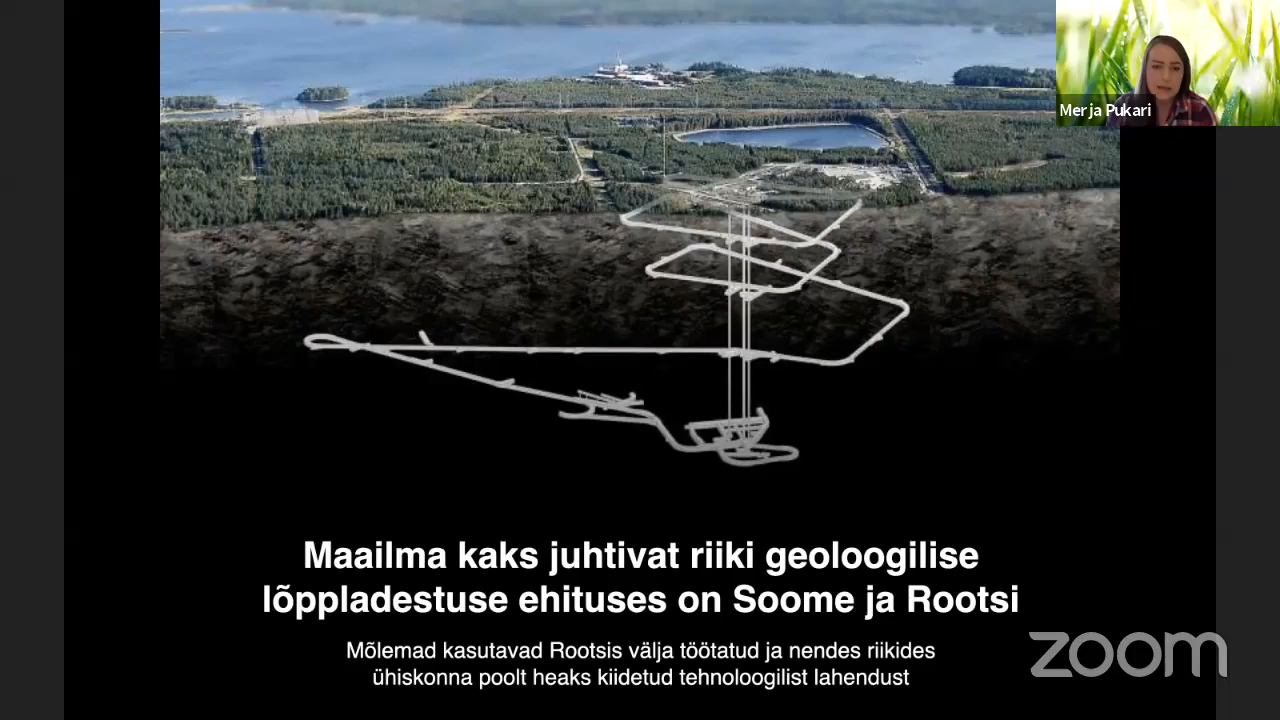 Merja Pukari
Maailma kaks juhtivat riiki geoloogilise
lõppladestuse ehituses on Soome ja Rootsi
Mõlemad kasutavad Rootsis välja töötatud ja nendes riikides
ühiskonna poolt heaks kiidetud tehnoloogilist lahendust
zoom